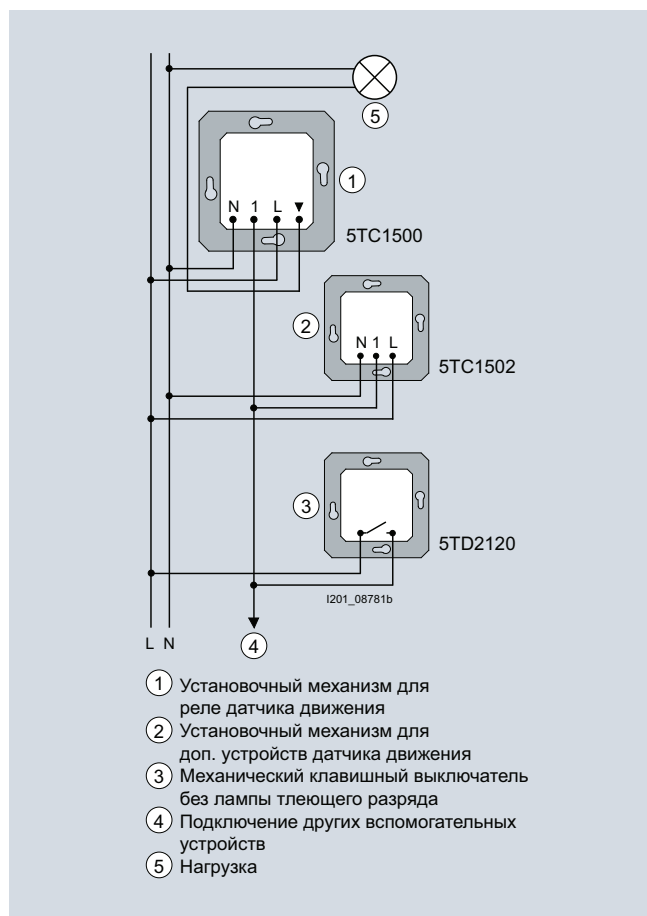 5
1
N 1 L ▼
5TC1500
2
N 1 L
5TC1502
3
5TD2120
I201_08781b
L N
4
1 Установочный механизм для
реле датчика движения
2 Установочный механизм для
доп. устройств датчика движения
3 Механический клавишный выключатель
без лампы тлеющего разряда
4 Подключение других вспомогательных
устройств
5 Нагрузка